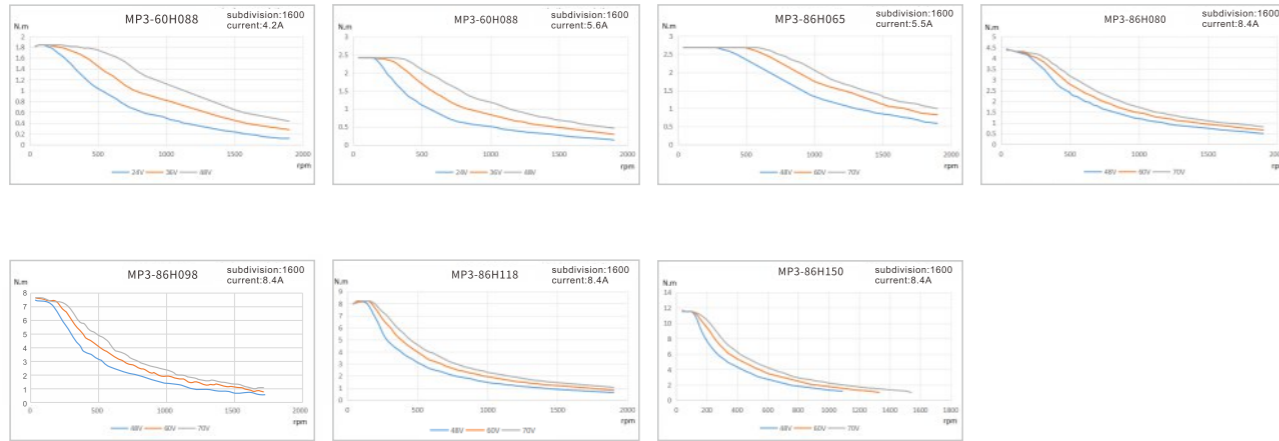 MP3-60H088
subdivision:1600
current:4.2A
N.m
2
1.8
1.6
1.4
1.2
1
0.8
0.6
0.4
0.2
0
0 500 1000 1500 2000
rpm
24V 36V 48V
MP3-60H088
subdivision:1600
current:5.6A
N.m
3
2.5
2
1.5
1
0.5
0 500 1000 1500 2000
rpm
24V 36V 48V
MP3-86H065
subdivision:1600
current:5.5A
N.m
3
2.5
2
1.5
1
0.5
0 500 1000 1500 2000
rpm
48V 60V 70V
MP3-86H080
subdivision:1600
current:8.4A
N.m
5
4.5
4
3.5
3
2.5
2
1.5
1
0.5
0 500 1000 1500 2000
rpm
48V 60V 70V
MP3-86H098
subdivision:1600
current:8.4A
N.m
8
7
6
5
4
3
2
1
0
0 500 1000 1500 2000
rpm
48V 60V 70V
MP3-86H118
subdivision:1600
current:8.4A
N.m
9
8
7
6
5
4
3
2
1
0
0 500 1000 1500 2000
rpm
48V 60V 70V
MP3-86H150
subdivision:1600
current:8.4A
N.m
14
12
10
8
6
4
2
0
0 200 400 600 800 1000 1200 1400 1600 1800
rpm
48V 60V 70V